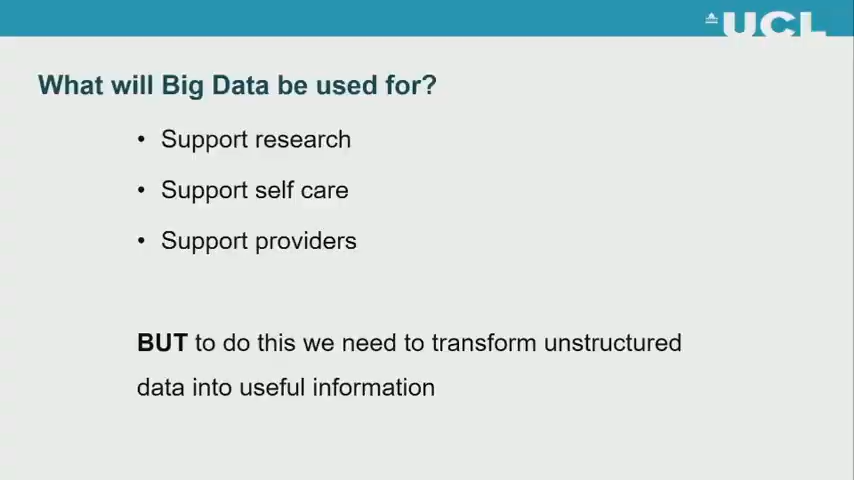 UCL
What will Big Data be used for?
• Support research
• Support self care
• Support providers
BUT to do this we need to transform unstructured
data into useful information